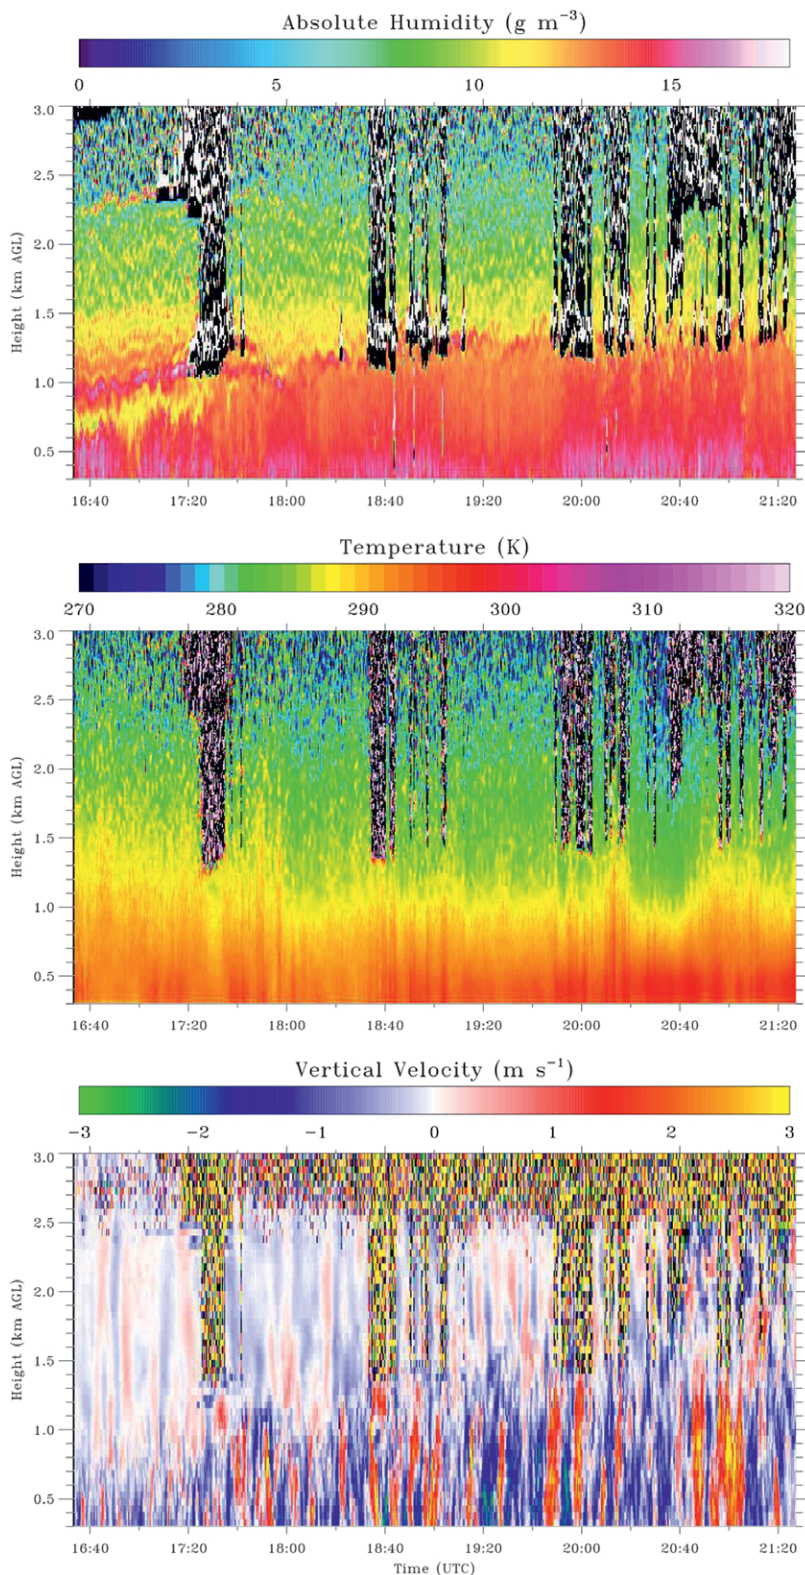 Absolute Humidity (g m⁻³)
0 5 10 15
3.0
2.5
2.0
1.5
1.0
0.5
Height (km AGL)
16:40 17:20 18:00 18:40 19:20 20:00 20:40 21:20
Temperature (K)
270 280 290 300 310 320
3.0
2.5
2.0
1.5
1.0
0.5
Height (km AGL)
16:40 17:20 18:00 18:40 19:20 20:00 20:40 21:20
Vertical Velocity (m s⁻¹)
−3 −2 −1 0 1 2 3
3.0
2.5
2.0
1.5
1.0
0.5
Height (km AGL)
16:40 17:20 18:00 18:40 19:20 20:00 20:40 21:20
Time (UTC)